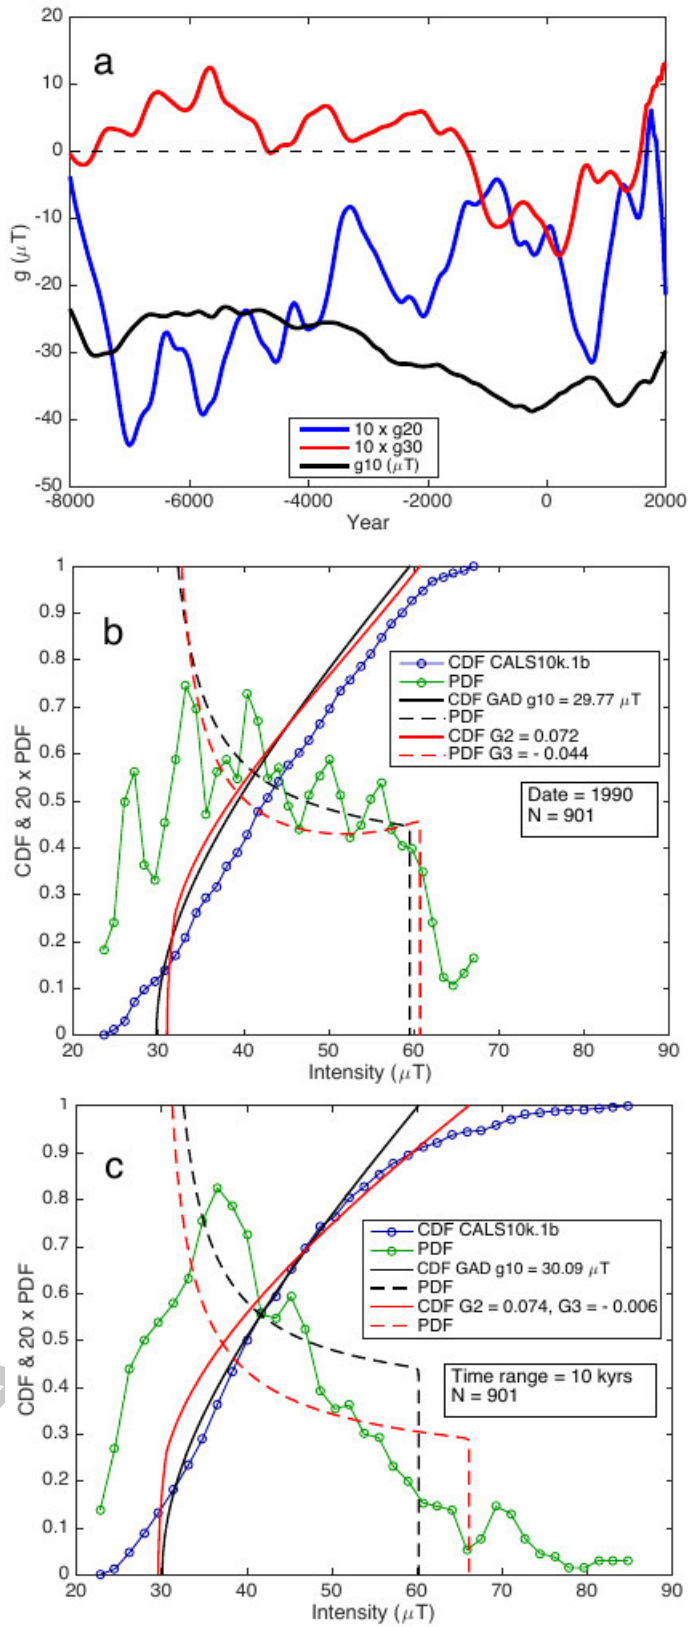 20
10
0
-10
-20
-30
-40
-50
g (μT)
a
10 x g20
10 x g30
g10 (μT)
-8000 -6000 -4000 -2000 0 2000
Year
1
0.9
0.8
0.7
0.6
0.5
0.4
0.3
0.2
0.1
0
CDF & 20 x PDF
b
CDF CALS10k.1b
PDF
CDF GAD g10 = 29.77 μT
PDF
CDF G2 = 0.072
PDF G3 = - 0.044
Date = 1990
N = 901
20 30 40 50 60 70 80 90
Intensity (μT)
1
0.9
0.8
0.7
0.6
0.5
0.4
0.3
0.2
0.1
0
CDF & 20 x PDF
c
CDF CALS10k.1b
PDF
CDF GAD g10 = 30.09 μT
PDF
CDF G2 = 0.074, G3 = - 0.006
PDF
Time range = 10 kyrs
N = 901
20 30 40 50 60 70 80 90
Intensity (μT)